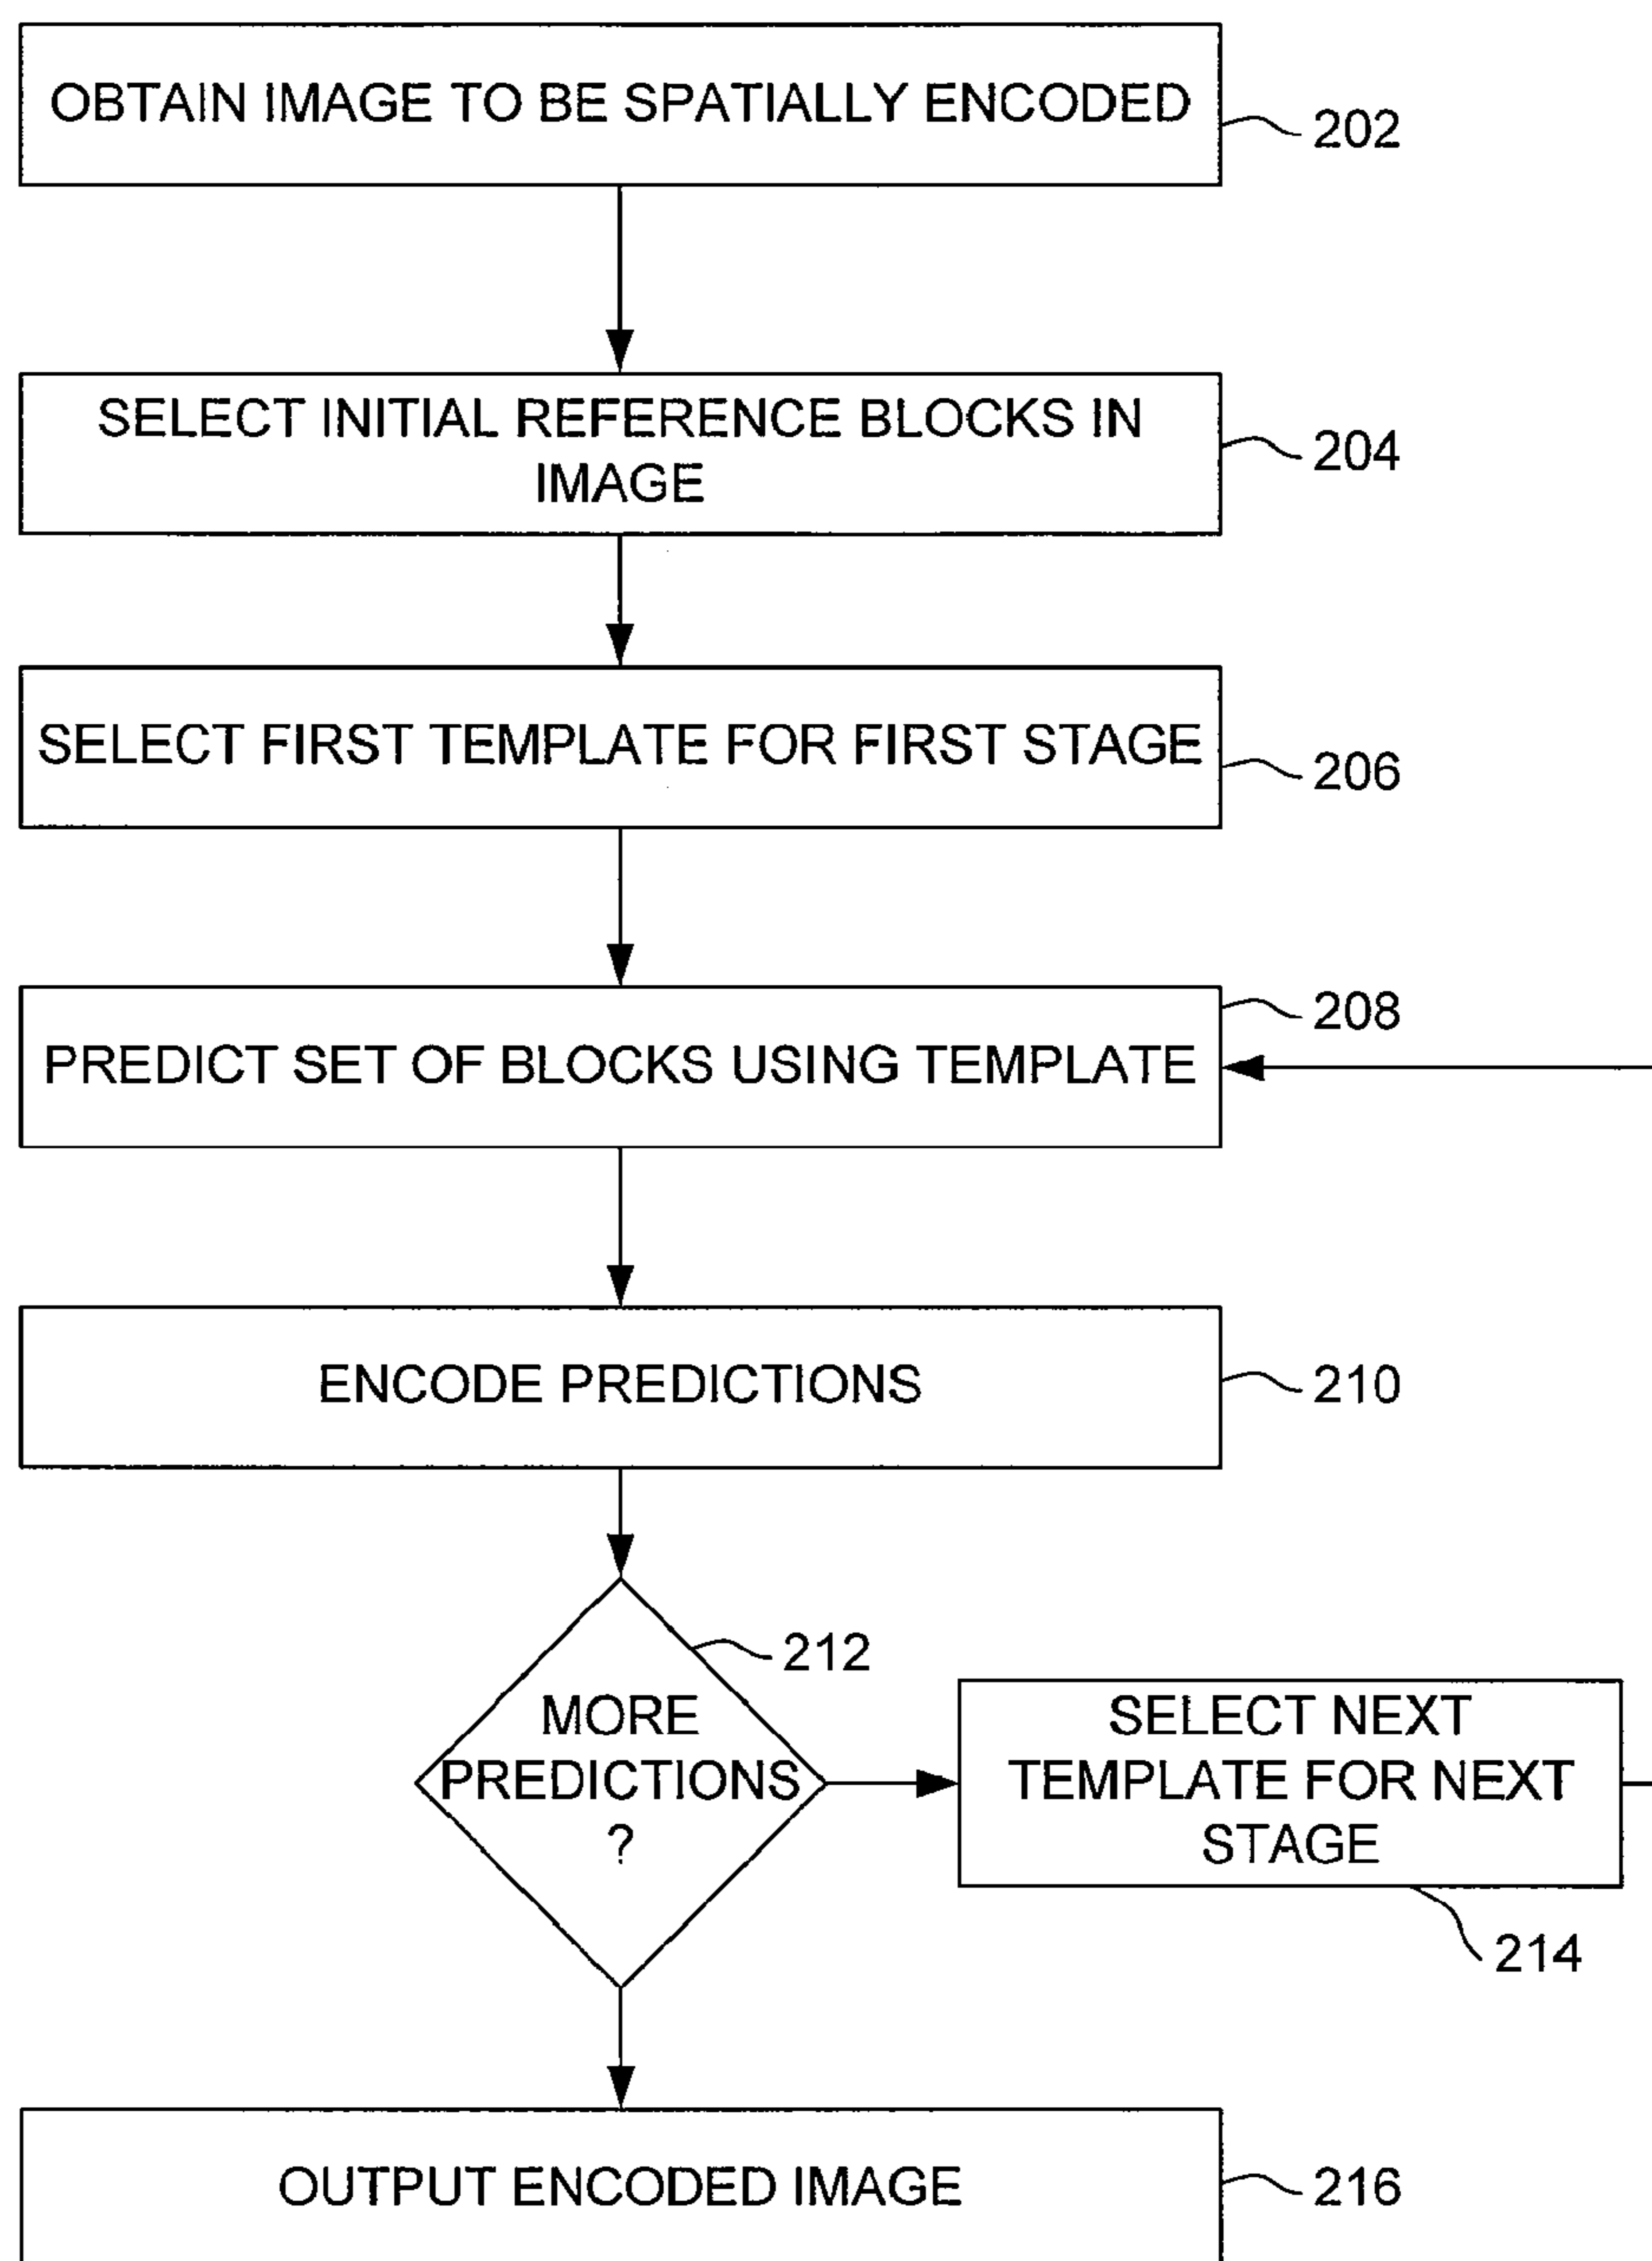 OBTAIN IMAGE TO BE SPATIALLY ENCODED
202
SELECT INITIAL REFERENCE BLOCKS IN
IMAGE
204
SELECT FIRST TEMPLATE FOR FIRST STAGE
206
208
PREDICT SET OF BLOCKS USING TEMPLATE
ENCODE PREDICTIONS
210
212
MORE
PREDICTIONS
?
SELECT NEXT
TEMPLATE FOR NEXT
STAGE
214
OUTPUT ENCODED IMAGE
216